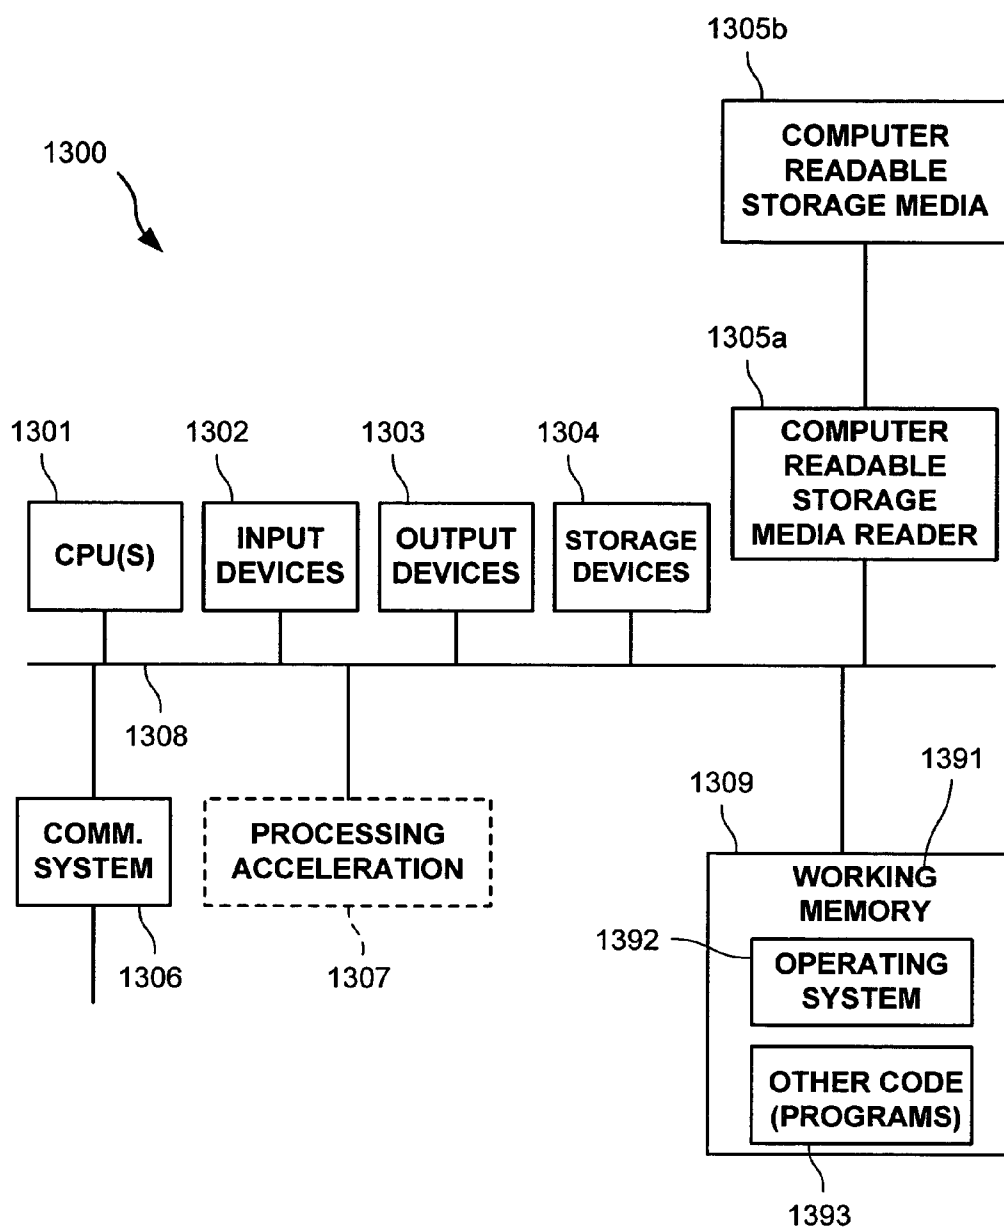 1305b
COMPUTER
READABLE
STORAGE MEDIA
1300
1305a
COMPUTER
READABLE
STORAGE
MEDIA READER
1301
1302
1303
1304
CPU(S)
INPUT
DEVICES
OUTPUT
DEVICES
STORAGE
DEVICES
1308
COMM.
SYSTEM
1306
PROCESSING
ACCELERATION
1307
1309
1391
WORKING
MEMORY
1392
OPERATING
SYSTEM
OTHER CODE
(PROGRAMS)
1393